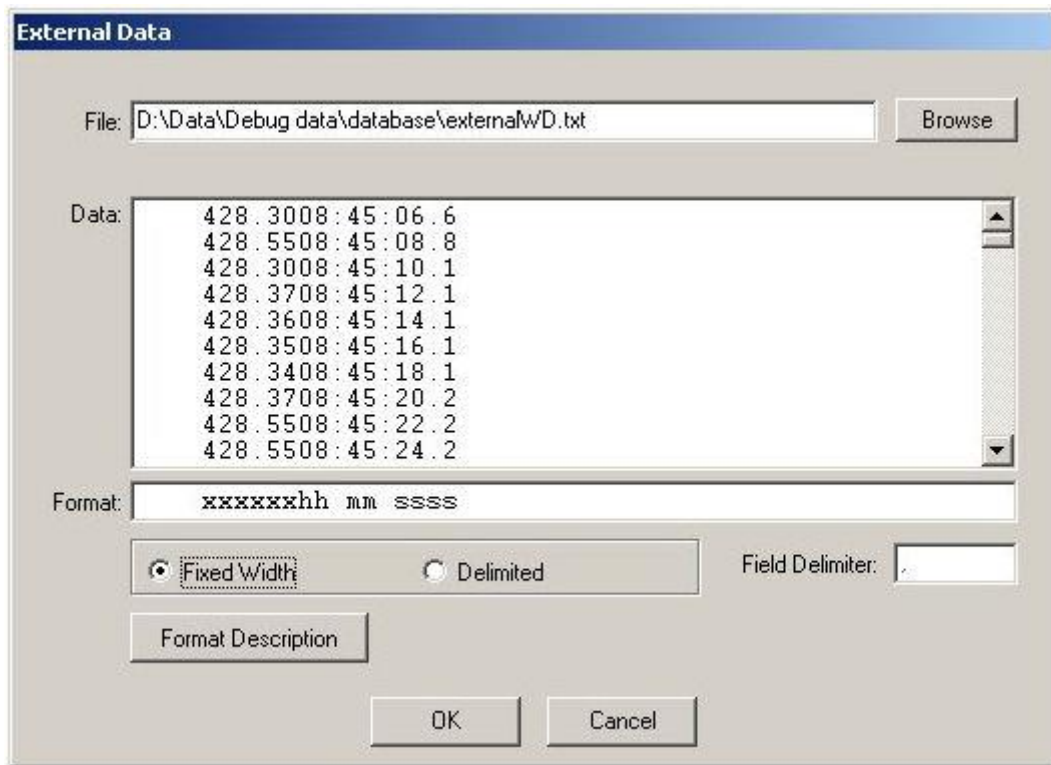 External Data
File: D:\Data\Debug data\database\externalWD.txt Browse
Data: 428.3008:45:06.6
428.5508:45:08.8
428.3008:45:10.1
428.3708:45:12.1
428.3608:45:14.1
428.3508:45:16.1
428.3408:45:18.1
428.3708:45:20.2
428.5508:45:22.2
428.5508:45:24.2
Format: xxxxxxhh mm ssss
Fixed Width Delimited Field Delimiter: ,
Format Description
OK Cancel